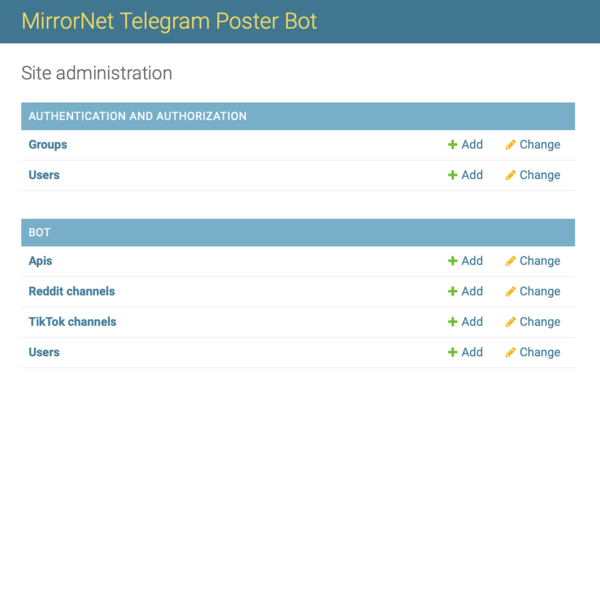 MirrorNet Telegram Poster Bot
Site administration
AUTHENTICATION AND AUTHORIZATION
Groups Add Change
Users Add Change
BOT
Apis Add Change
Reddit channels Add Change
TikTok channels Add Change
Users Add Change